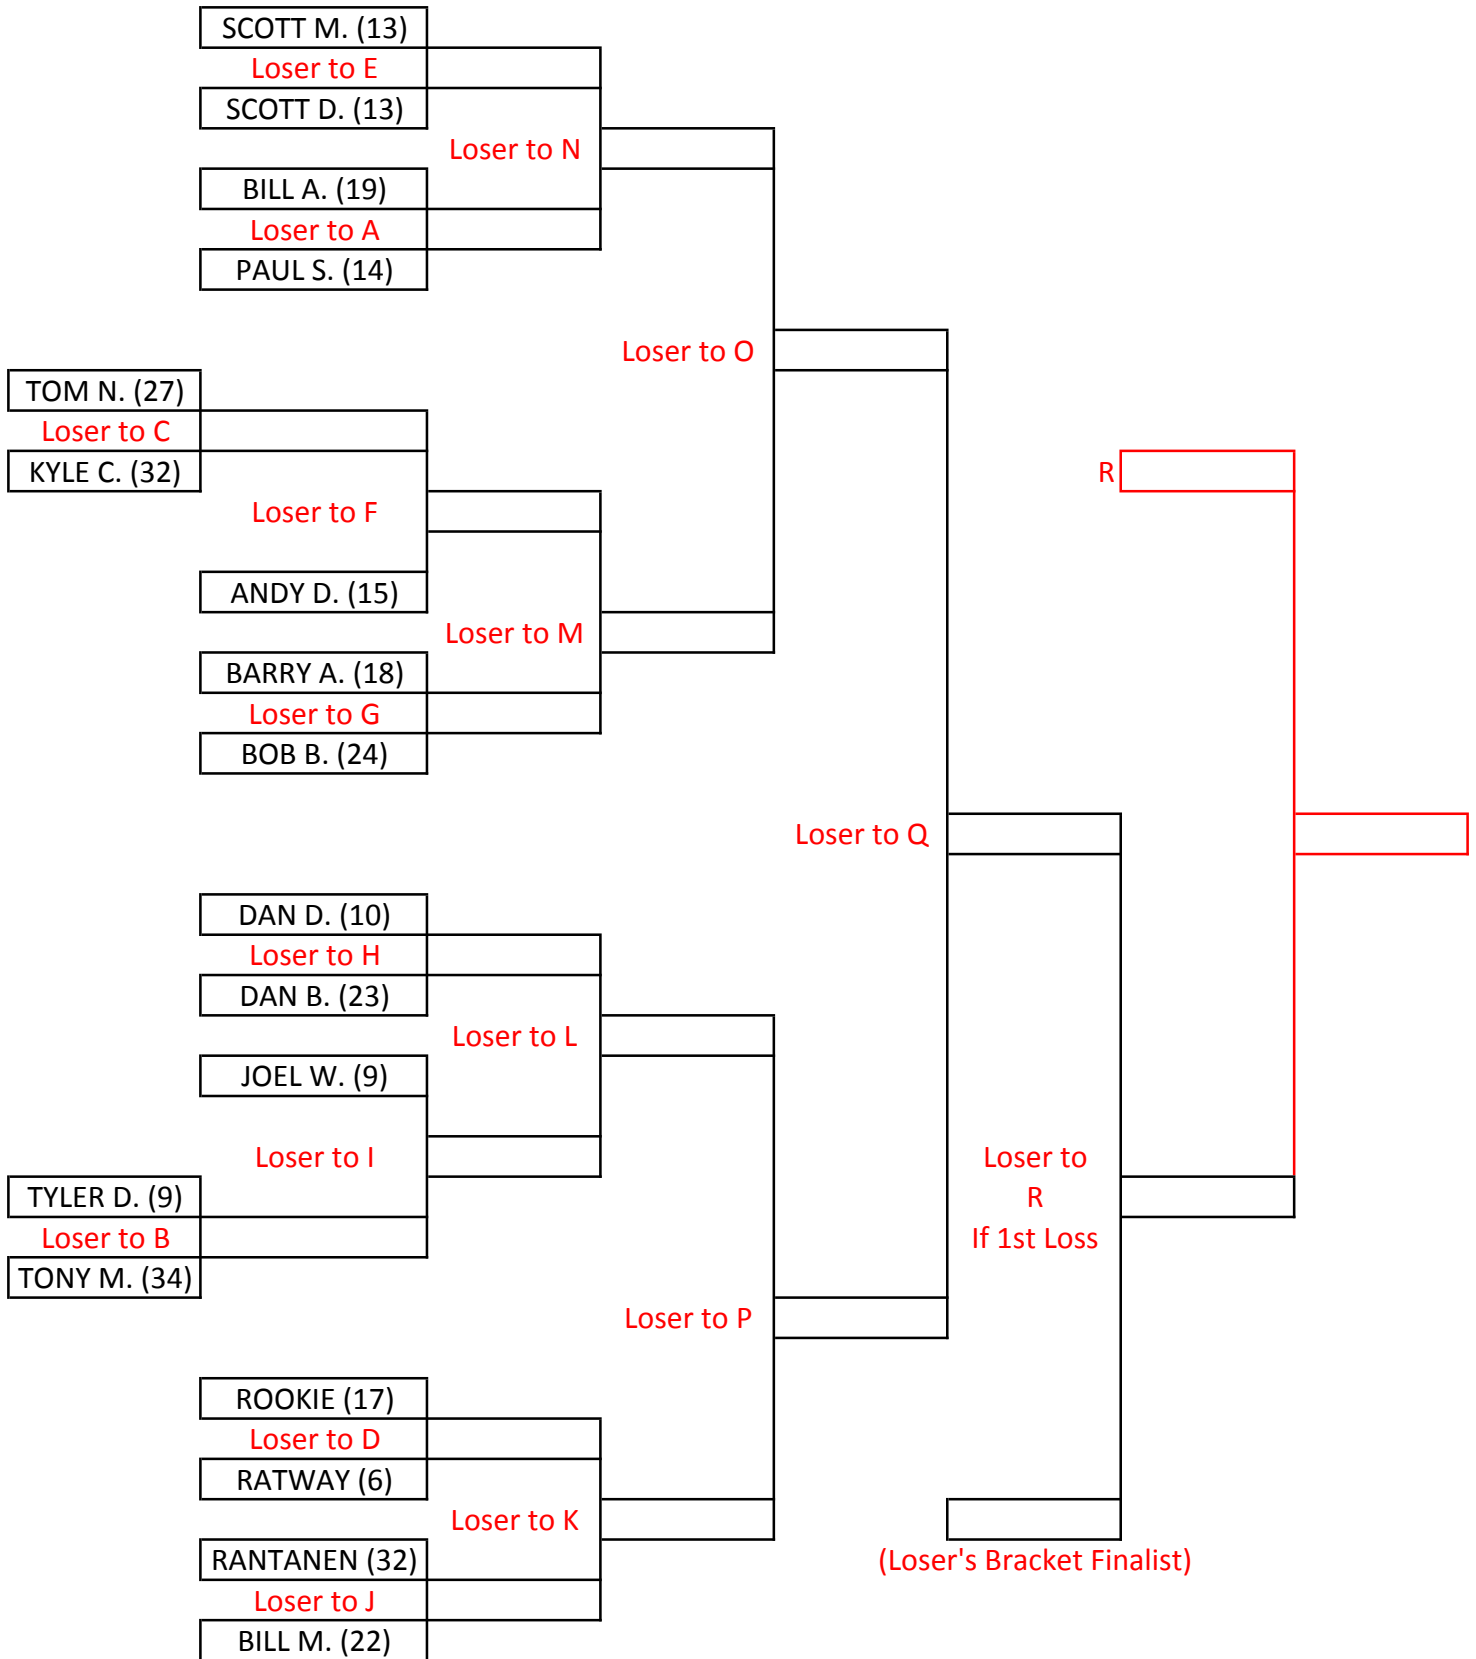 SCOTT M. (13)
Loser to E
SCOTT D. (13)
Loser to N
BILL A. (19)
Loser to A
PAUL S. (14)
Loser to O
TOM N. (27)
Loser to C
KYLE C. (32)
R
Loser to F
ANDY D. (15)
Loser to M
BARRY A. (18)
Loser to G
BOB B. (24)
Loser to Q
DAN D. (10)
Loser to H
DAN B. (23)
Loser to L
JOEL W. (9)
Loser to I
Loser to
R
If 1st Loss
TYLER D. (9)
Loser to B
TONY M. (34)
Loser to P
ROOKIE (17)
Loser to D
RATWAY (6)
Loser to K
RANTANEN (32)
(Loser's Bracket Finalist)
Loser to J
BILL M. (22)